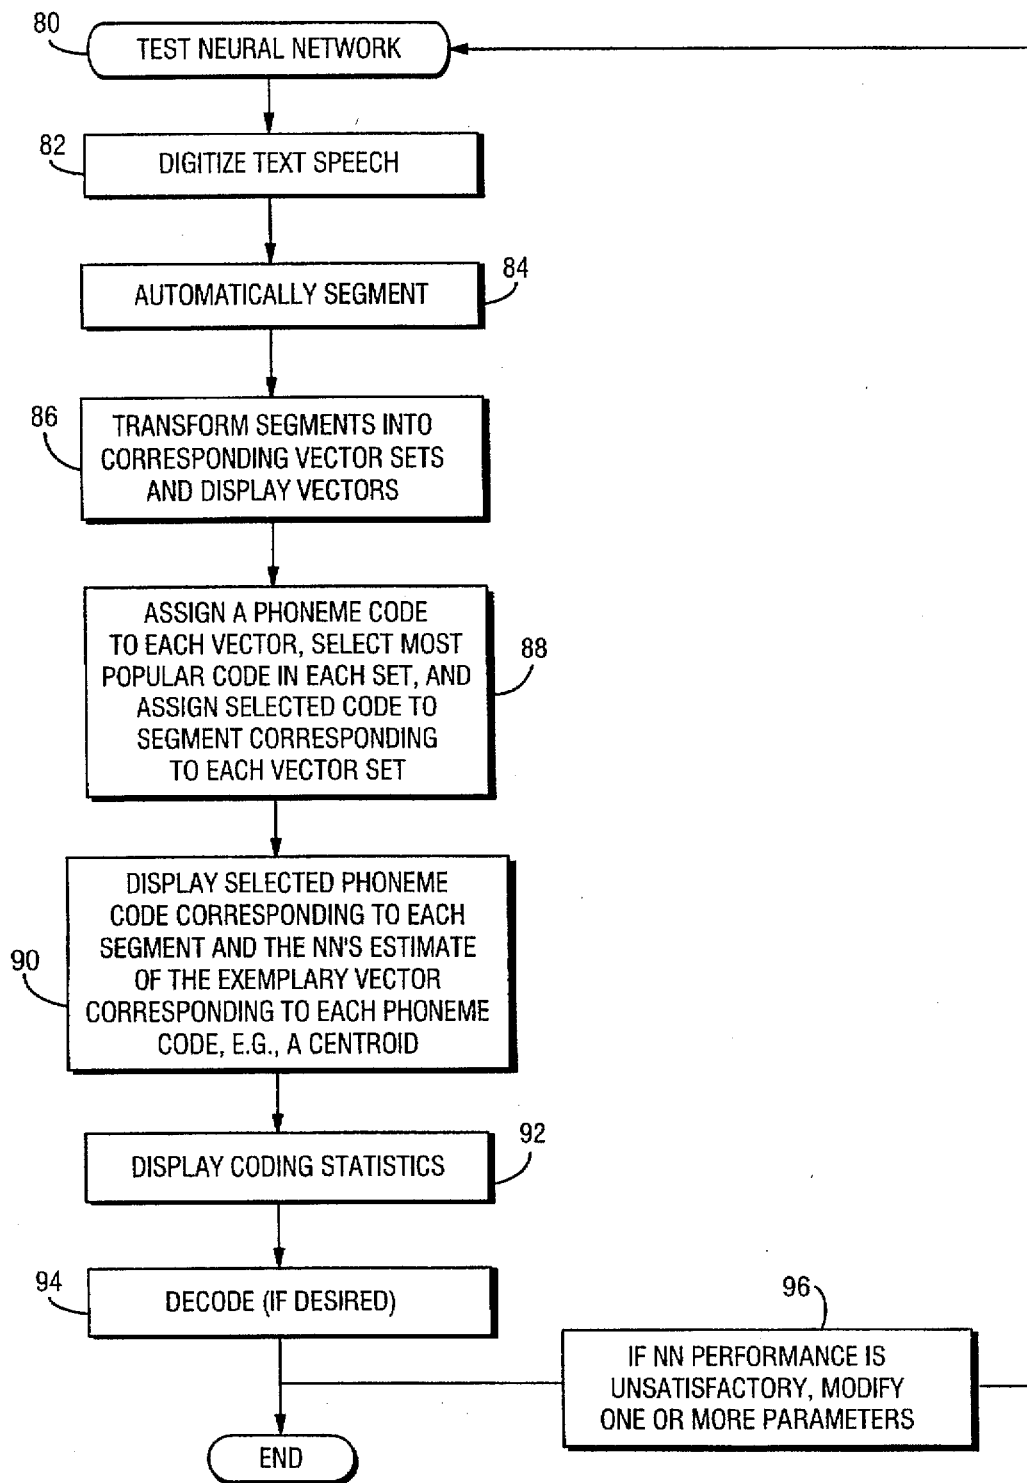 80
TEST NEURAL NETWORK
82
DIGITIZE TEXT SPEECH
84
AUTOMATICALLY SEGMENT
86
TRANSFORM SEGMENTS INTO
CORRESPONDING VECTOR SETS
AND DISPLAY VECTORS
88
ASSIGN A PHONEME CODE
TO EACH VECTOR, SELECT MOST
POPULAR CODE IN EACH SET, AND
ASSIGN SELECTED CODE TO
SEGMENT CORRESPONDING
TO EACH VECTOR SET
90
DISPLAY SELECTED PHONEME
CODE CORRESPONDING TO EACH
SEGMENT AND THE NN'S ESTIMATE
OF THE EXEMPLARY VECTOR
CORRESPONDING TO EACH PHONEME
CODE, E.G., A CENTROID
92
DISPLAY CODING STATISTICS
94
DECODE (IF DESIRED)
96
IF NN PERFORMANCE IS
UNSATISFACTORY, MODIFY
ONE OR MORE PARAMETERS
END